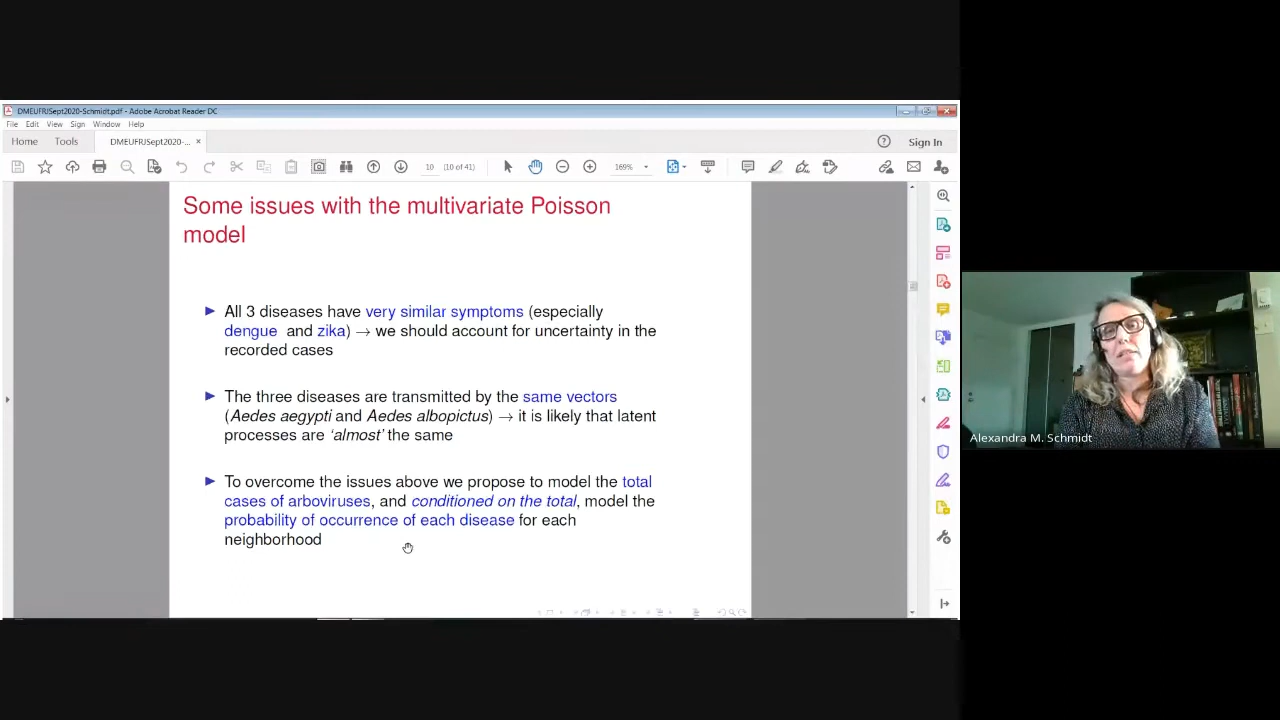 DMEUFRJSept2020-Schmidt.pdf - Adobe Acrobat Reader DC
File Edit View Sign Window Help
Home Tools DMEUFRJSept2020-... × Sign In
10 (10 of 41) 169%
Some issues with the multivariate Poisson
model
All 3 diseases have very similar symptoms (especially
dengue and zika) → we should account for uncertainty in the
recorded cases
The three diseases are transmitted by the same vectors
(Aedes aegypti and Aedes albopictus) → it is likely that latent
processes are ‘almost’ the same
To overcome the issues above we propose to model the total
cases of arboviruses, and conditioned on the total, model the
probability of occurrence of each disease for each
neighborhood
Alexandra M. Schmidt